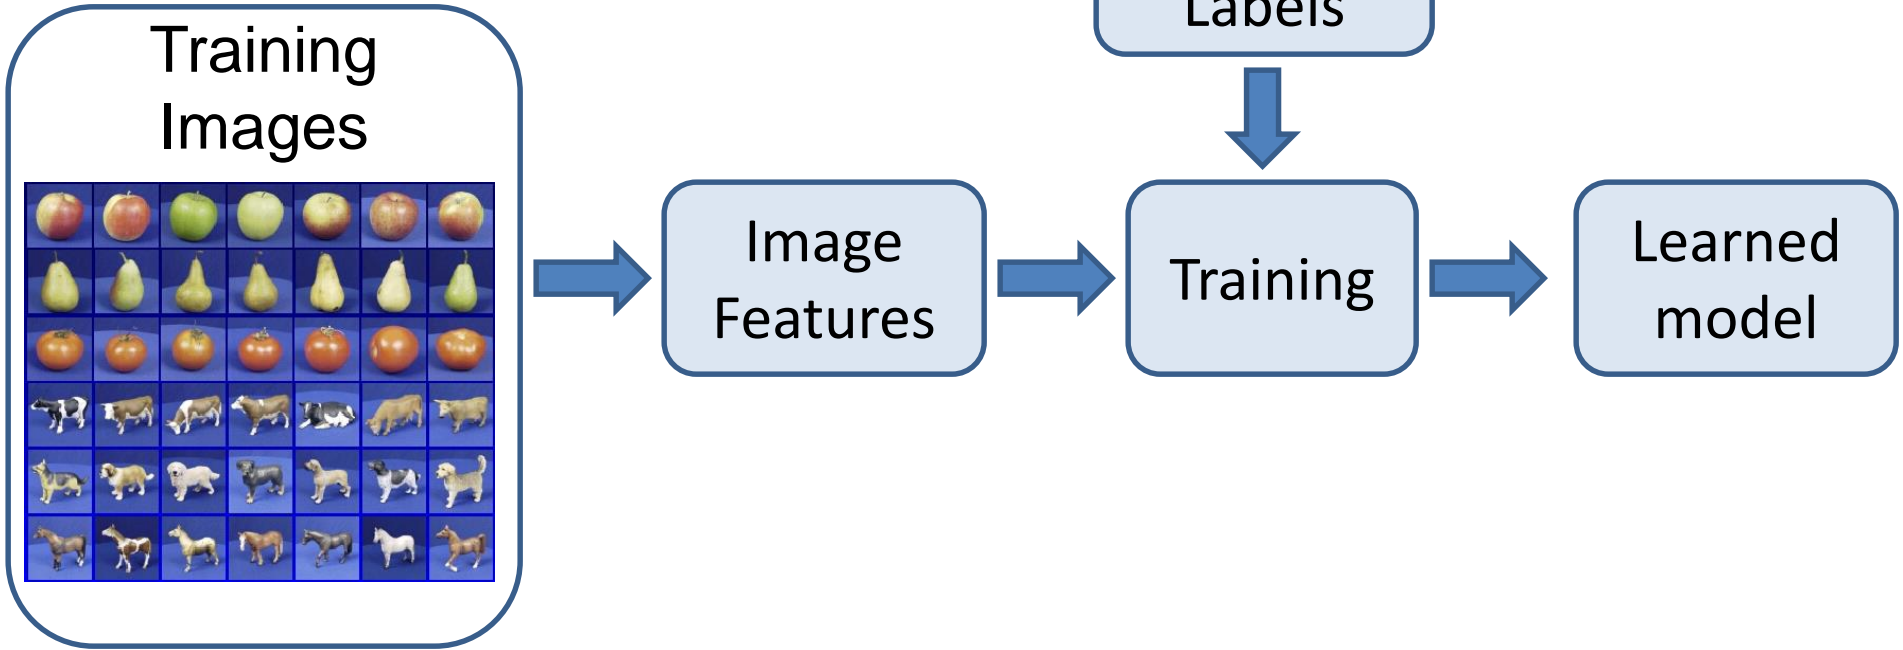 Training
Images
Labels
Image
Features
Training
Learned
model